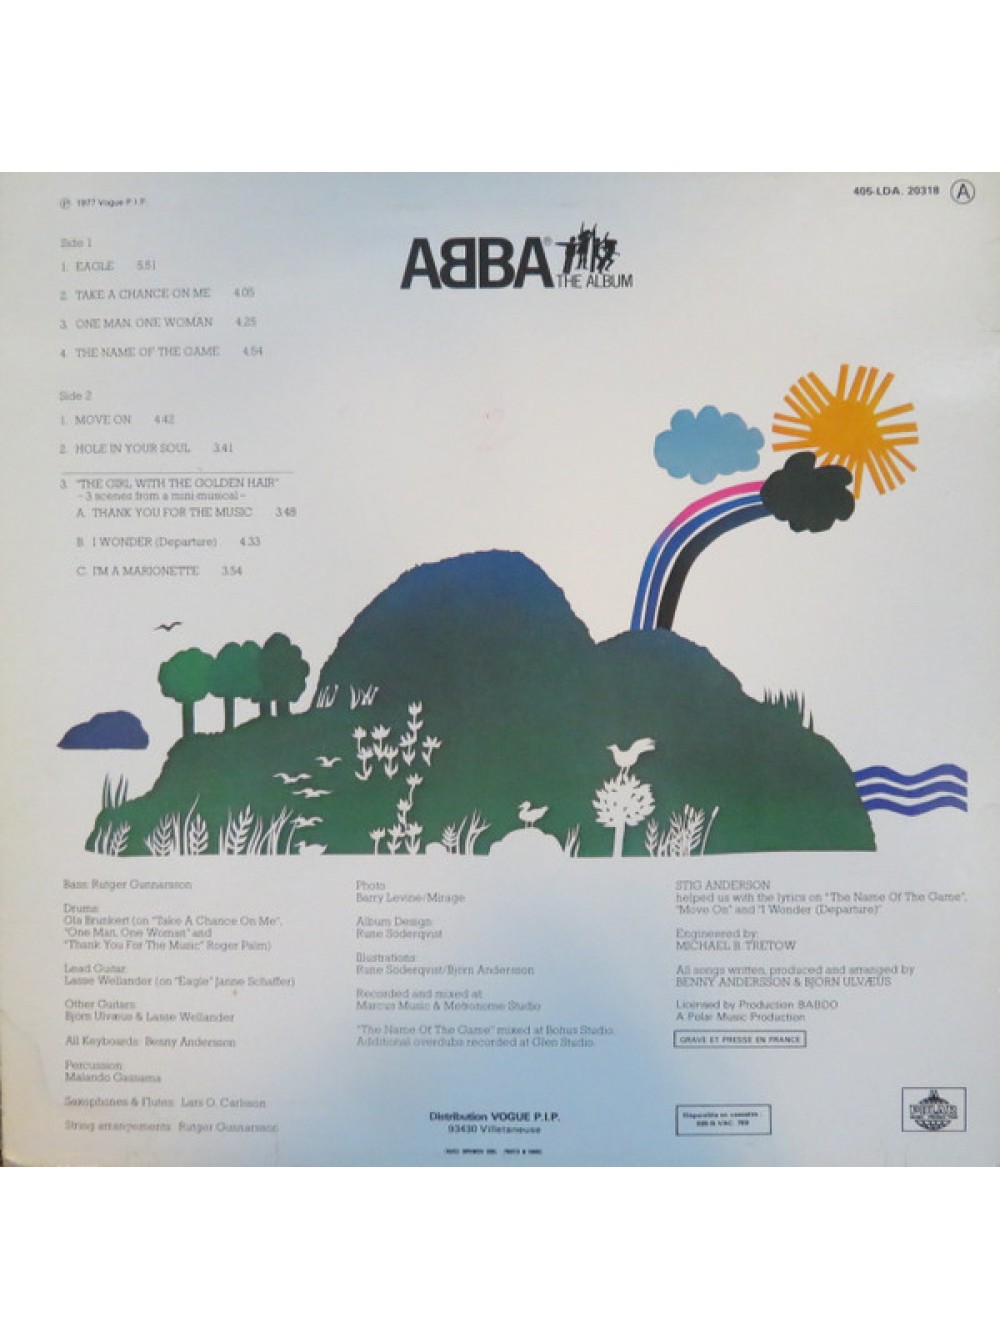 ℗ 1977 Vogue P.I.P.
405-LDA. 20318 A
ABBA®
THE ALBUM
Side 1
1. EAGLE 5.51
2. TAKE A CHANCE ON ME 4.05
3. ONE MAN, ONE WOMAN 4.25
4. THE NAME OF THE GAME 4.54
Side 2
1. MOVE ON 4.42
2. HOLE IN YOUR SOUL 3.41
3. "THE GIRL WITH THE GOLDEN HAIR"
- 3 scenes from a mini-musical -
A. THANK YOU FOR THE MUSIC 3.48
B. I WONDER (Departure) 4.33
C. I'M A MARIONETTE 3.54
Bass: Rutger Gunnarsson
Drums:
Ola Brunkert (on "Take A Chance On Me",
"One Man, One Woman" and
"Thank You For The Music" Roger Palm)
Lead Guitar:
Lasse Wellander (on "Eagle" Janne Schaffer)
Other Guitars:
Björn Ulvæus & Lasse Wellander
All Keyboards: Benny Andersson
Percussion:
Malando Gassama
Saxophones & Flutes: Lars O. Carlsson
String arrangements: Rutger Gunnarsson
Photo:
Barry Levine/Mirage
Album Design:
Rune Söderqvist
Illustrations:
Rune Söderqvist/Björn Andersson
Recorded and mixed at
Marcus Music & Metronome Studio
"The Name Of The Game" mixed at Bohus Studio.
Additional overdubs recorded at Glen Studio.
Distribution VOGUE P.I.P.
93430 Villetaneuse
STIG ANDERSON
helped us with the lyrics on "The Name Of The Game",
"Move On" and "I Wonder (Departure)"
Engineered by:
MICHAEL B. TRETOW
All songs written, produced and arranged by
BENNY ANDERSSON & BJÖRN ULVÆUS
Licensed by Production BABOO
A Polar Music Production
GRAVÉ ET PRESSÉ EN FRANCE
Disponible en cassette :
POLAR
MUSIC PRODUCTION